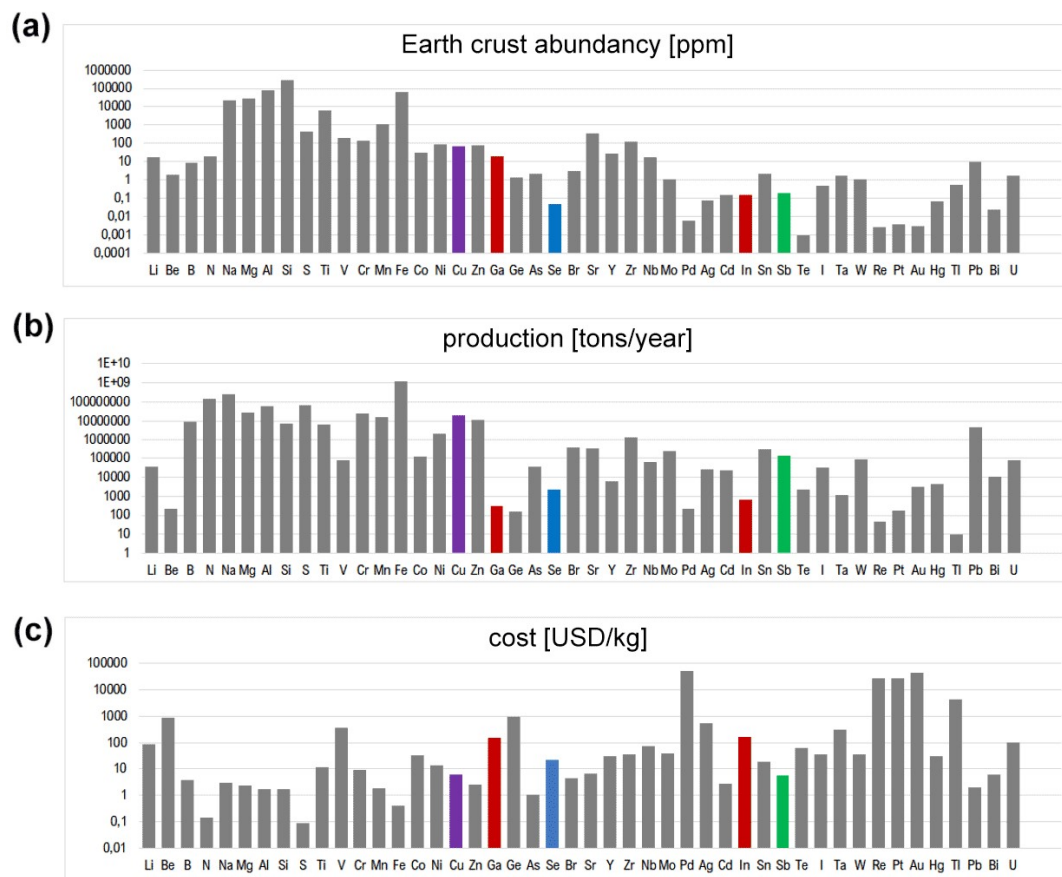 (a)
Earth crust abundancy [ppm]
1000000
100000
10000
1000
100
10
1
0,1
0,01
0,001
0,0001
Li Be B N Na Mg Al Si S Ti V Cr Mn Fe Co Ni Cu Zn Ga Ge As Se Br Sr Y Zr Nb Mo Pd Ag Cd In Sn Sb Te I Ta W Re Pt Au Hg Tl Pb Bi U
(b)
production [tons/year]
1E+10
1E+09
100000000
10000000
1000000
100000
10000
1000
100
10
1
Li Be B N Na Mg Al Si S Ti V Cr Mn Fe Co Ni Cu Zn Ga Ge As Se Br Sr Y Zr Nb Mo Pd Ag Cd In Sn Sb Te I Ta W Re Pt Au Hg Tl Pb Bi U
(c)
cost [USD/kg]
100000
10000
1000
100
10
1
0,1
0,01
Li Be B N Na Mg Al Si S Ti V Cr Mn Fe Co Ni Cu Zn Ga Ge As Se Br Sr Y Zr Nb Mo Pd Ag Cd In Sn Sb Te I Ta W Re Pt Au Hg Tl Pb Bi U